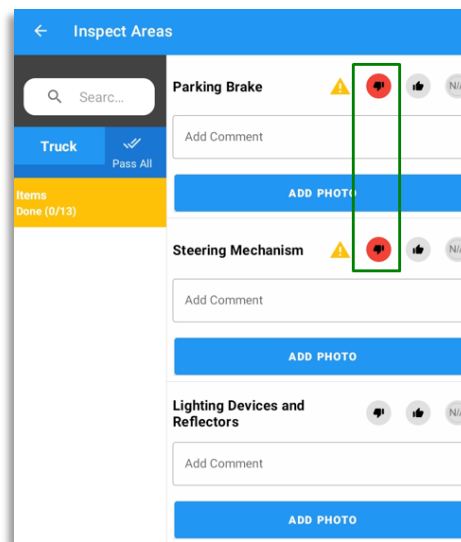 Inspect Areas
Searc...
Truck
Pass All
Items
Done (0/13)
Parking Brake
N/A
Add Comment
ADD PHOTO
Steering Mechanism
N/A
Add Comment
ADD PHOTO
Lighting Devices and
Reflectors
N/A
Add Comment
ADD PHOTO